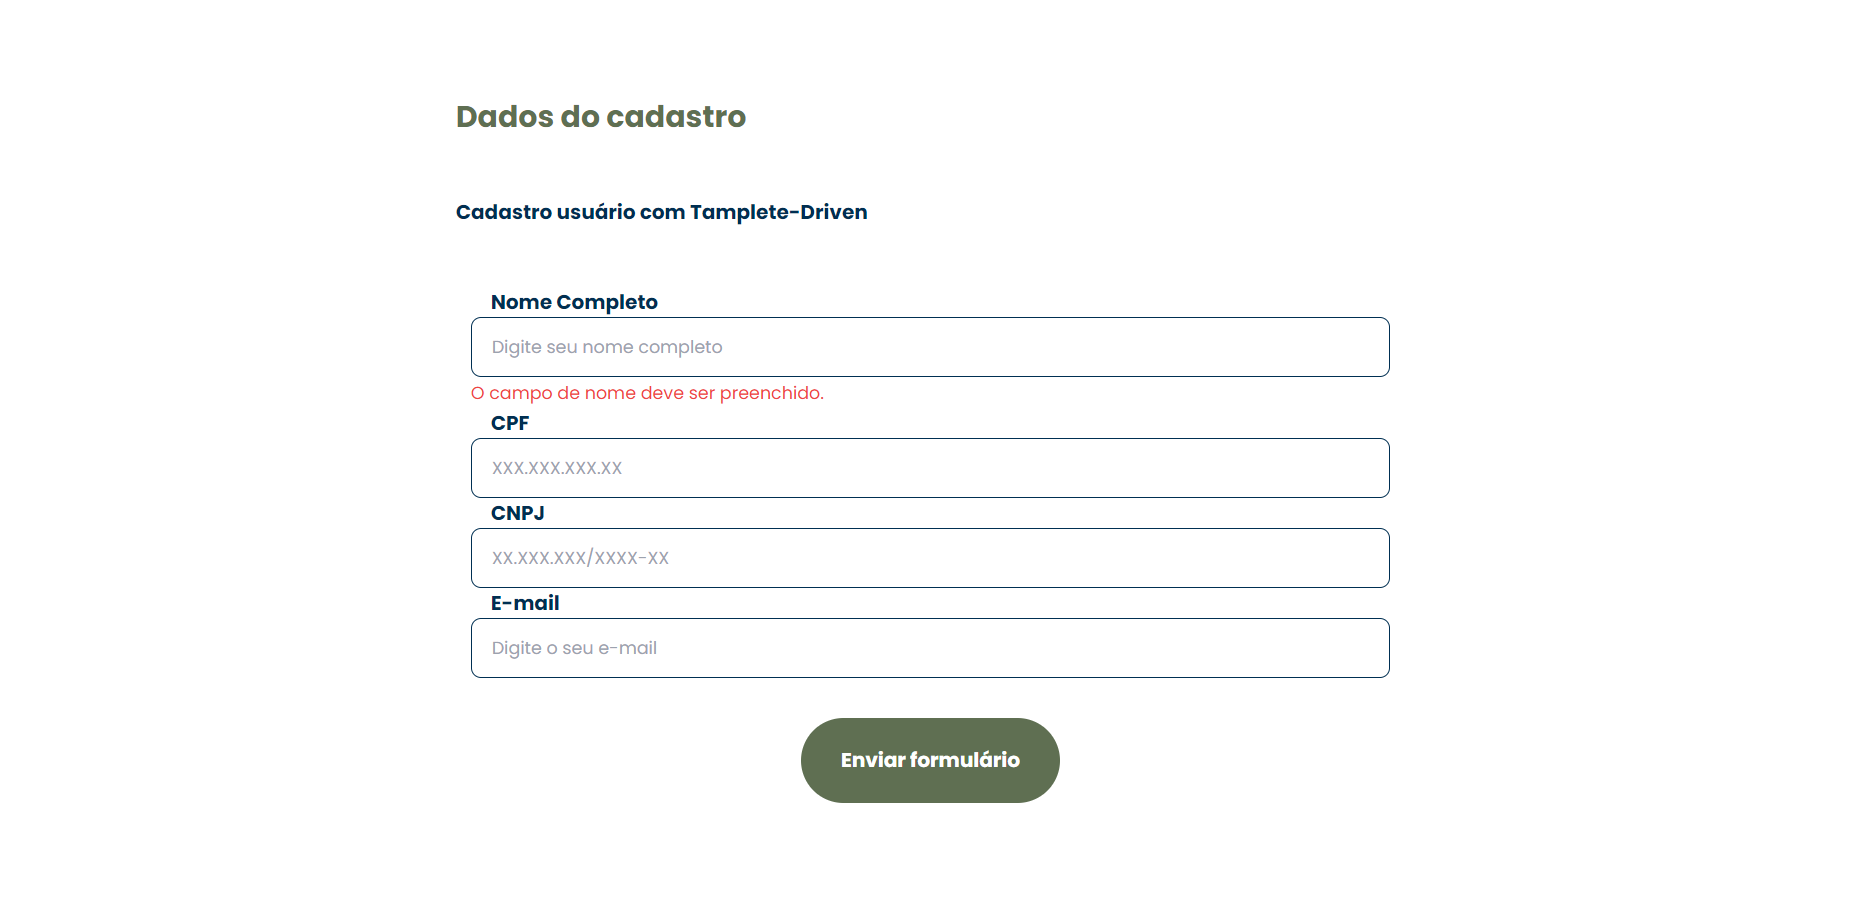 Dados do cadastro
Cadastro usuário com Tamplete-Driven
Nome Completo
Digite seu nome completo
O campo de nome deve ser preenchido.
CPF
XXX.XXX.XXX.XX
CNPJ
XX.XXX.XXX/XXXX-XX
E-mail
Digite o seu e-mail
Enviar formulário